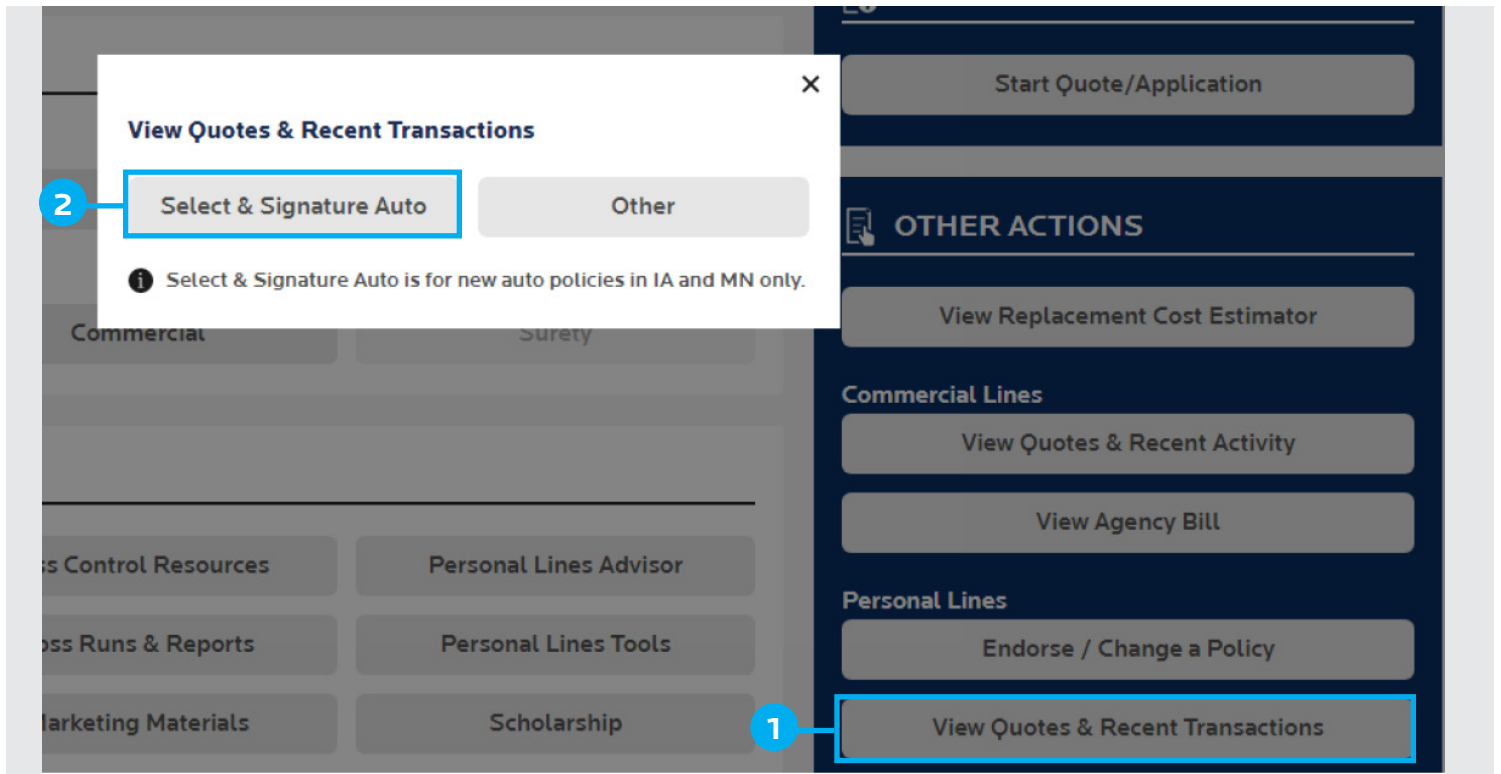 Start Quote/Application
View Quotes & Recent Transactions
2
Select & Signature Auto
Other
Select & Signature Auto is for new auto policies in IA and MN only.
OTHER ACTIONS
View Replacement Cost Estimator
Commercial
Surety
Commercial Lines
View Quotes & Recent Activity
View Agency Bill
ss Control Resources
Personal Lines Advisor
Personal Lines
oss Runs & Reports
Personal Lines Tools
Endorse / Change a Policy
Marketing Materials
Scholarship
1
View Quotes & Recent Transactions